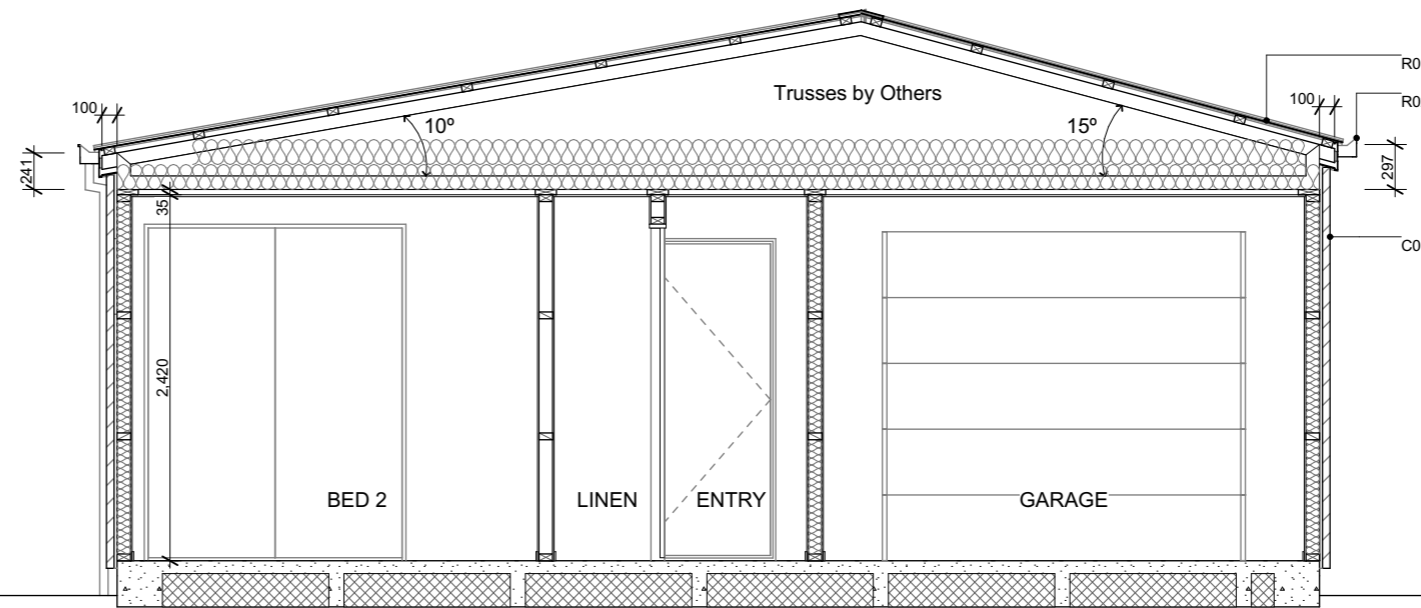 R0
Trusses by Others
100
100
R0
10º
15º
241
297
35
C0
2,420
BED 2
LINEN
ENTRY
GARAGE